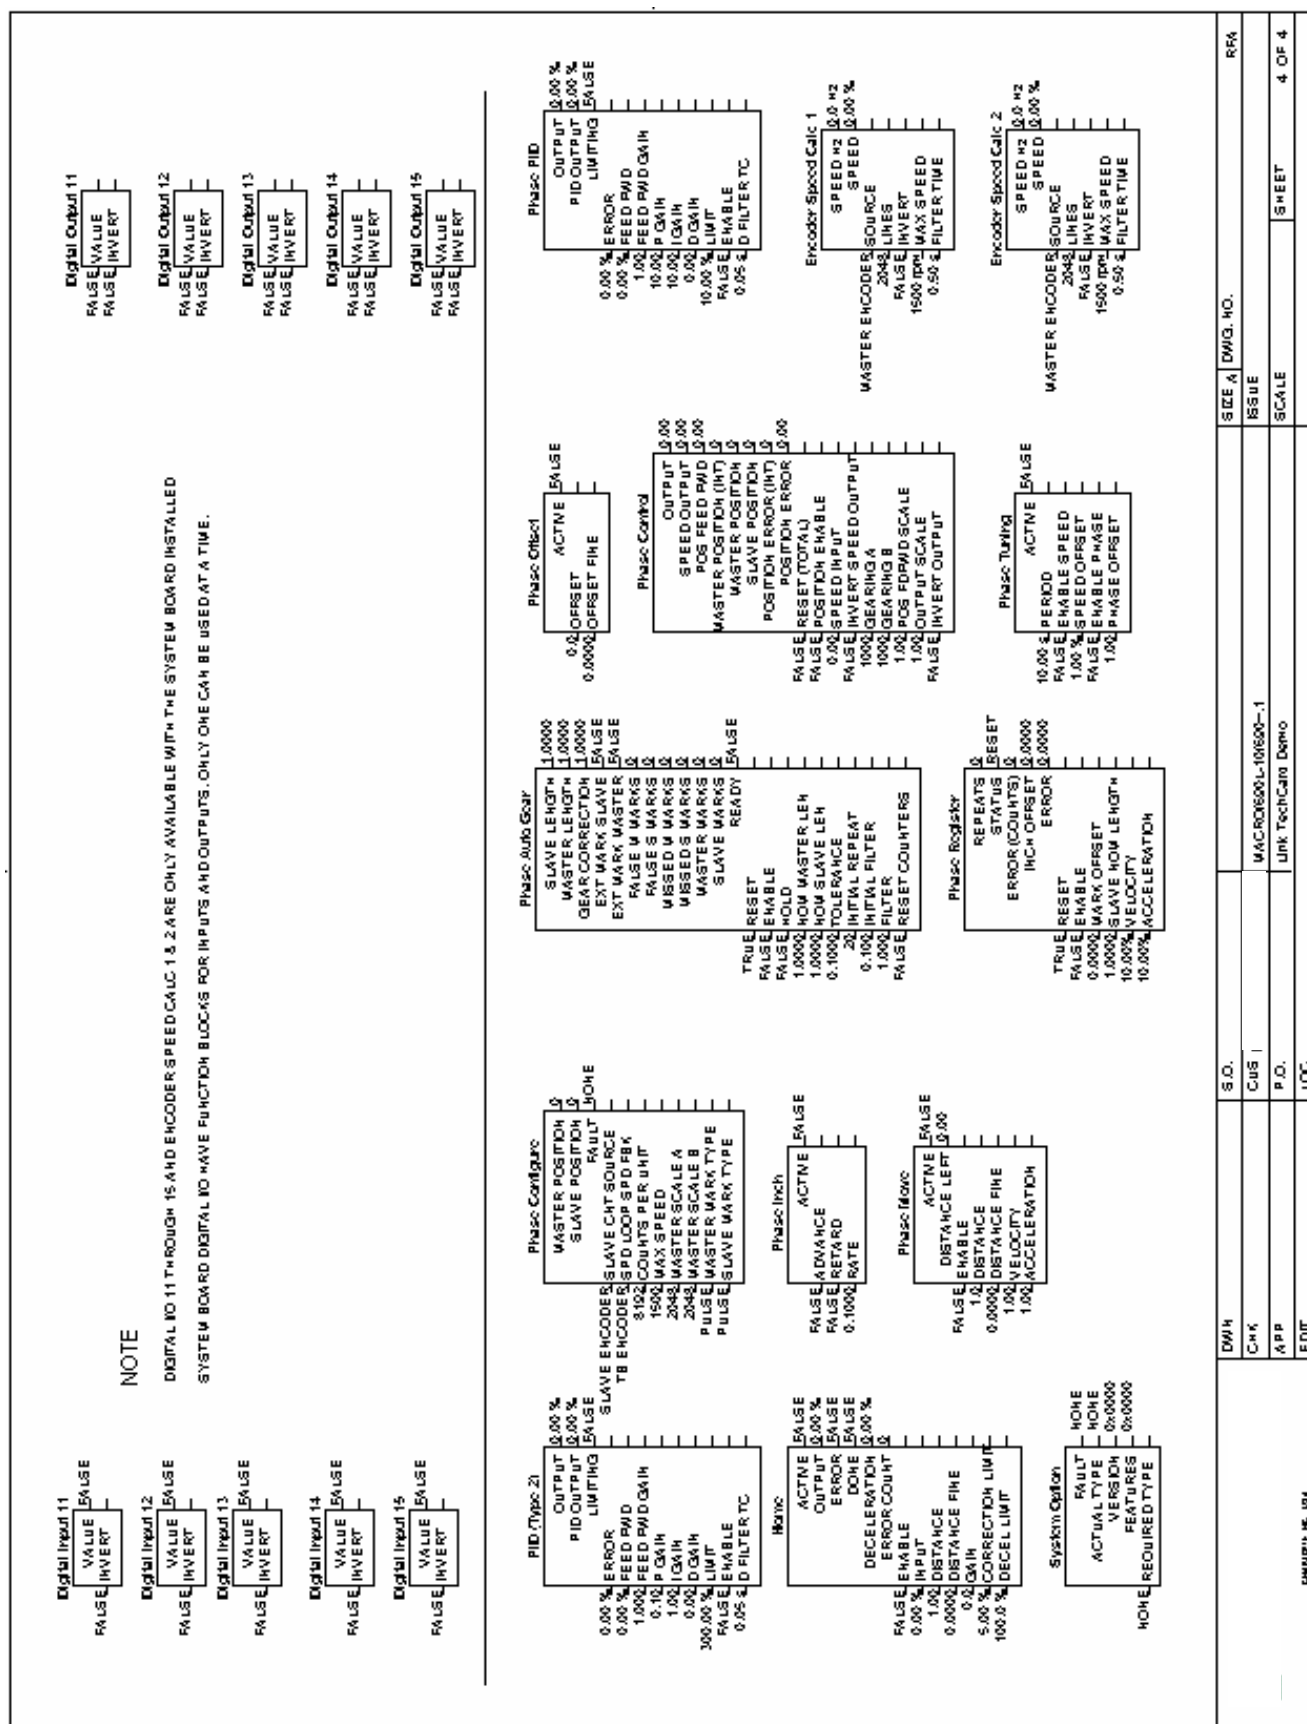 Digital Input 11
VALUE FALSE
FALSE INVERT
Digital Input 12
VALUE FALSE
FALSE INVERT
Digital Input 13
VALUE FALSE
FALSE INVERT
Digital Input 14
VALUE FALSE
FALSE INVERT
Digital Input 15
VALUE FALSE
FALSE INVERT
NOTE
DIGITAL I/O 11 THROUGH 15 AND ENCODER SPEED CALC 1 & 2 ARE ONLY AVAILABLE WITH THE SYSTEM BOARD INSTALLED
SYSTEM BOARD DIGITAL I/O HAVE FUNCTION BLOCKS FOR INPUTS AND OUTPUTS. ONLY ONE CAN BE USED AT A TIME.
Digital Output 11
FALSE VALUE
FALSE INVERT
Digital Output 12
FALSE VALUE
FALSE INVERT
Digital Output 13
FALSE VALUE
FALSE INVERT
Digital Output 14
FALSE VALUE
FALSE INVERT
Digital Output 15
FALSE VALUE
FALSE INVERT
PID (Type 2)
OUTPUT 0.00 %
PID OUTPUT 0.00 %
LIMITING FALSE
0.00 % ERROR
0.00 % FEED FWD
1.000 FEED FWD GAIN
0.10 P GAIN
1.00 I GAIN
0.00 D GAIN
300.00 % LIMIT
FALSE ENABLE
0.05 s D FILTER TC
Phase Configure
MASTER POSITION 0
SLAVE POSITION 0
FAULT NONE
SLAVE ENCODER SLAVE CNT SOURCE
TB ENCODER SPD LOOP SPD FBK
8192 COUNTS PER UNIT
1500 MAX SPEED
2048 MASTER SCALE A
2048 MASTER SCALE B
PULSE MASTER MARK TYPE
PULSE SLAVE MARK TYPE
Phase Auto Gear
SLAVE LENGTH 1.0000
MASTER LENGTH 1.0000
GEAR CORRECTION 1.0000
EXT MARK SLAVE FALSE
EXT MARK MASTER FALSE
FALSE M MARKS 0
FALSE S MARKS 0
MISSED M MARKS 0
MISSED S MARKS 0
MASTER MARKS 0
SLAVE MARKS 0
READY FALSE
TRUE RESET
FALSE ENABLE
FALSE HOLD
1.0000 NOM MASTER LEN
1.0000 NOM SLAVE LEN
0.1000 TOLERANCE
20 INITIAL REPEAT
0.100 INITIAL FILTER
1.000 FILTER
FALSE RESET COUNTERS
Phase Offset
ACTIVE FALSE
0.0 OFFSET
0.0000 OFFSET FINE
Phase PID
OUTPUT 0.00 %
PID OUTPUT 0.00 %
LIMITING FALSE
0.00 % ERROR
0.00 % FEED FWD
1.00 FEED FWD GAIN
10.00 P GAIN
10.00 I GAIN
0.00 D GAIN
10.00 % LIMIT
FALSE ENABLE
0.05 s D FILTER TC
Phase Control
OUTPUT 0.00
SPEED OUTPUT 0.00
POS FEED FWD 0.00
MASTER POSITION (INT) 0
MASTER POSITION 0
SLAVE POSITION 0
POSITION ERROR (INT) 0
POSITION ERROR 0.00
FALSE RESET (TOTAL)
FALSE POSITION ENABLE
0.00 SPEED INPUT
FALSE INVERT SPEED OUTPUT
1000 GEARING A
1000 GEARING B
1.00 POS FDFWD SCALE
1.00 OUTPUT SCALE
FALSE INVERT OUTPUT
Home
ACTIVE FALSE
OUTPUT 0.00 %
ERROR FALSE
DONE FALSE
DECELERATION 0.00 %
ERROR COUNT 0
FALSE ENABLE
0.00 % INPUT
1.00 DISTANCE
0.0000 DISTANCE FINE
0.0 GAIN
5.00 % CORRECTION LIMIT
100.0 % DECEL LIMIT
Phase Inch
ACTIVE FALSE
FALSE ADVANCE
FALSE RETARD
0.1000 RATE
Phase Move
ACTIVE FALSE
DISTANCE LEFT 0.00
FALSE ENABLE
1.0 DISTANCE
0.0000 DISTANCE FINE
1.00 VELOCITY
1.00 ACCELERATION
Encoder Speed Calc 1
SPEED HZ 0.0 HZ
SPEED 0.00 %
MASTER ENCODER SOURCE
2048 LINES
FALSE INVERT
1500 rpm MAX SPEED
0.50 s FILTER TIME
Phase Register
REPEATS 0
STATUS RESET
ERROR (COUNTS) 0
INCH OFFSET 0.0000
ERROR 0.0000
TRUE RESET
FALSE ENABLE
0.0000 MARK OFFSET
1.0000 SLAVE NOM LENGTH
10.00% VELOCITY
10.00% ACCELERATION
Phase Tuning
ACTIVE FALSE
10.00 s PERIOD
FALSE ENABLE SPEED
1.00 % SPEED OFFSET
FALSE ENABLE PHASE
1.00 PHASE OFFSET
Encoder Speed Calc 2
SPEED HZ 0.0 HZ
SPEED 0.00 %
MASTER ENCODER SOURCE
2048 LINES
FALSE INVERT
1500 rpm MAX SPEED
0.50 s FILTER TIME
System Option
FAULT NONE
ACTUAL TYPE NONE
VERSION 0x0000
FEATURES 0x0000
NONE REQUIRED TYPE
DWN
S.O.
SIZE A
DWG. NO.
RFA
CHK
CUS
ISSUE
APP
P.O.
Link TechCard Demo
SCALE
SHEET
4 OF 4
EDIT
LOC